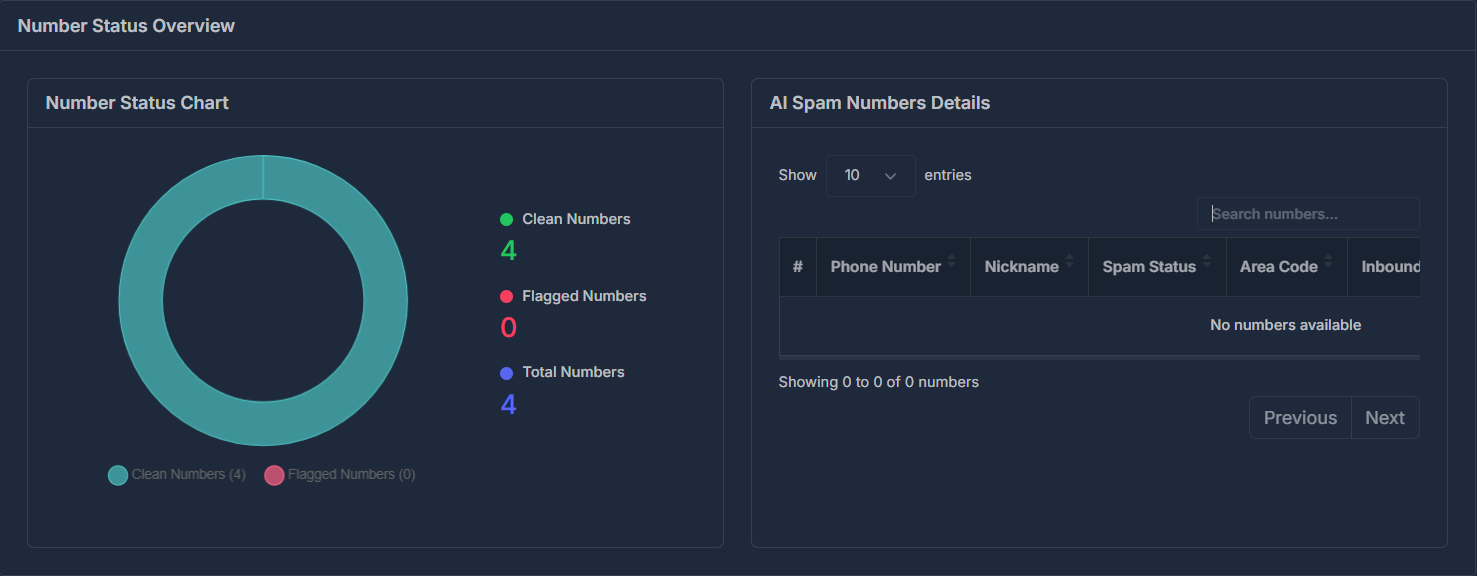 Number Status Overview
Number Status Chart
Clean Numbers
4
Flagged Numbers
0
Total Numbers
4
Clean Numbers (4) Flagged Numbers (0)
AI Spam Numbers Details
Show 10 entries
Search numbers...
# Phone Number Nickname Spam Status Area Code Inbound
No numbers available
Showing 0 to 0 of 0 numbers
Previous Next